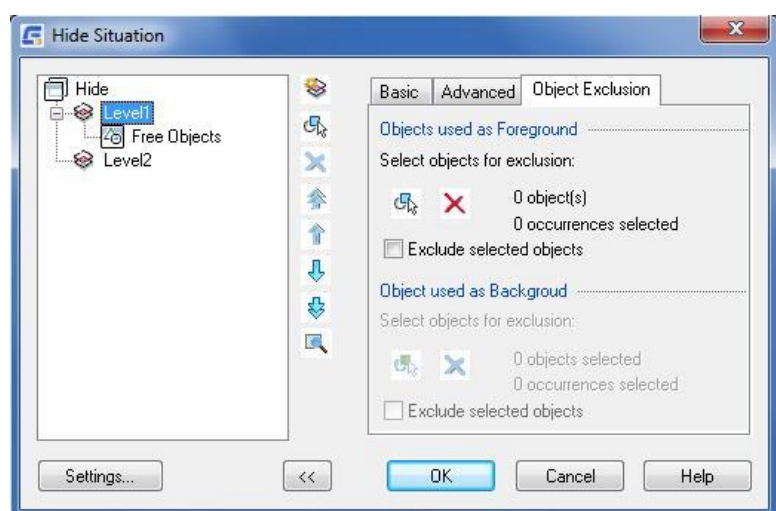 Hide Situation
Hide
Level1
Free Objects
Level2
Basic Advanced Object Exclusion
Objects used as Foreground
Select objects for exclusion:
0 object(s)
0 occurrences selected
Exclude selected objects
Object used as Backgroud
Select objects for exclusion:
0 objects selected
0 occurrences selected
Exclude selected objects
Settings... << OK Cancel Help